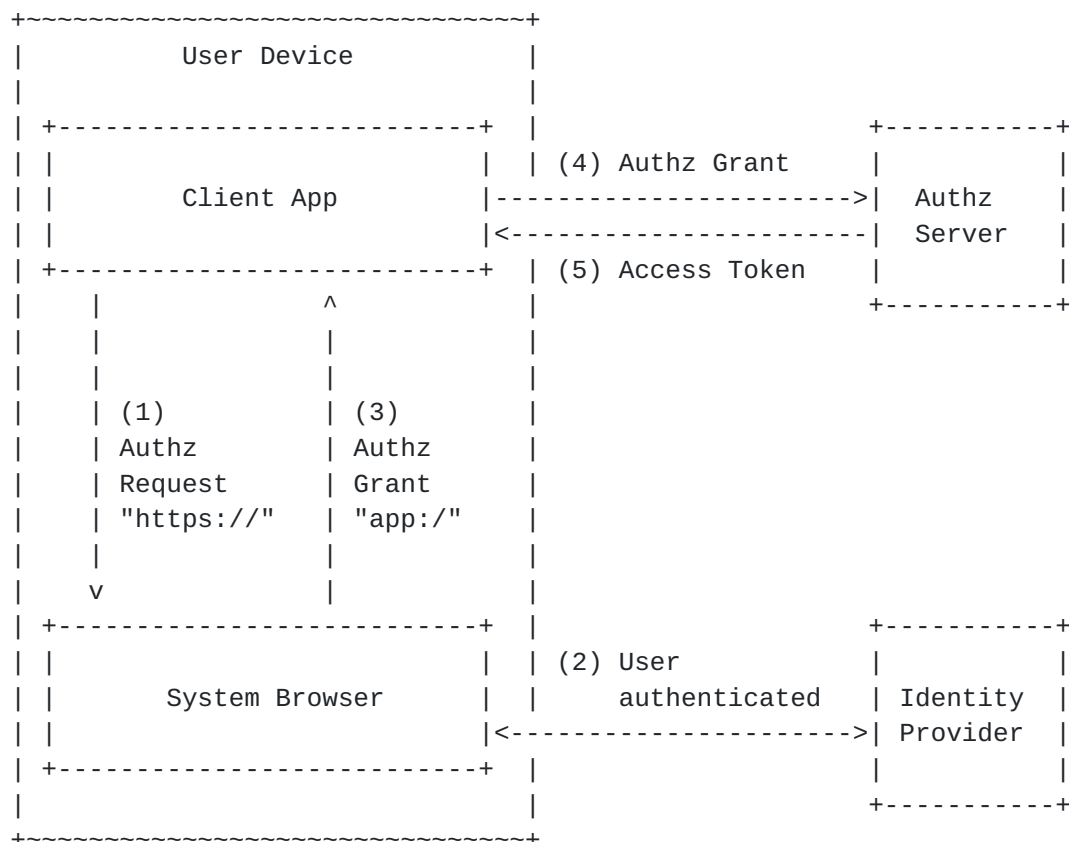 User Device
(4) Authz Grant
Client App
Authz
Server
(5) Access Token
(1)
Authz
Request
"https://"
(3)
Authz
Grant
"app:/"
(2) User
authenticated
System Browser
Identity
Provider